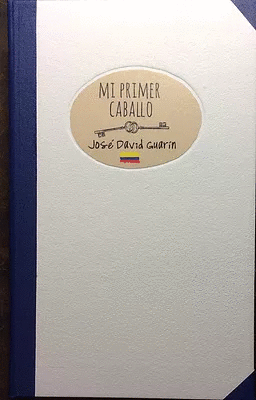 MI PRIMER
CABALLO
José David Guarín